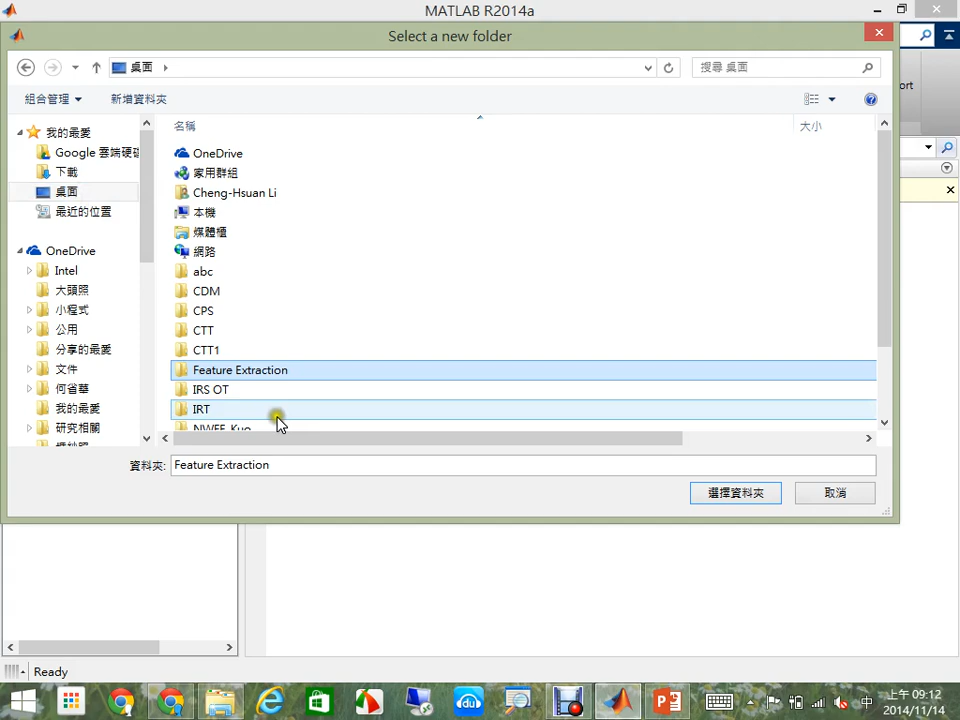 MATLAB R2014a
Select a new folder
桌面
搜尋 桌面
ort
組合管理
新增資料夾
名稱
大小
我的最愛
Google 雲端硬碟
下載
桌面
最近的位置
OneDrive
Intel
大頭照
小程式
公用
分享的最愛
文件
何省華
我的最愛
研究相關
OneDrive
家用群組
Cheng-Hsuan Li
本機
媒體櫃
網路
abc
CDM
CPS
CTT
CTT1
Feature Extraction
IRS OT
IRT
NWFE_Kuo
資料夾:
Feature Extraction
選擇資料夾
取消
Ready
中
上午 09:12
2014/11/14